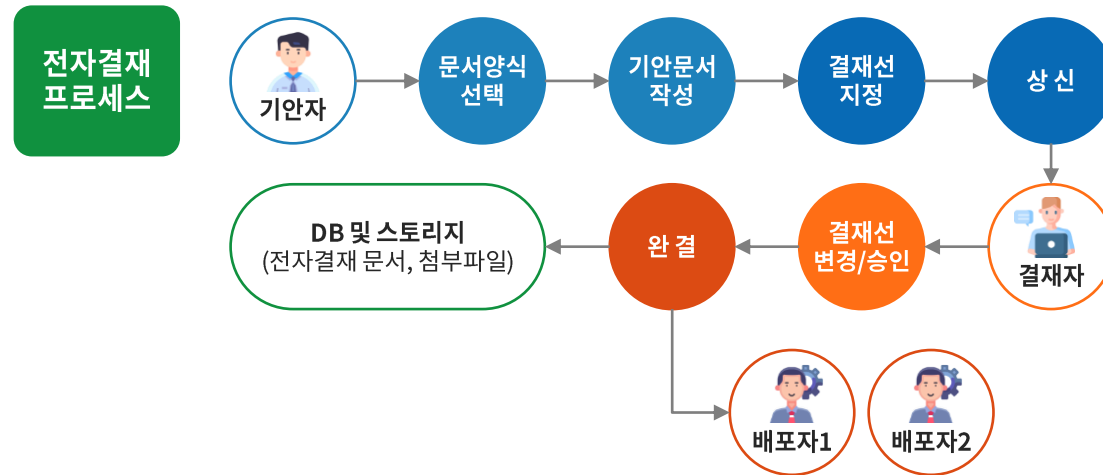 전자결재
프로세스
기안자
문서양식
선택
기안문서
작성
결재선
지정
상 신
DB 및 스토리지
(전자결재 문서, 첨부파일)
완 결
결재선
변경/승인
결재자
배포자1
배포자2